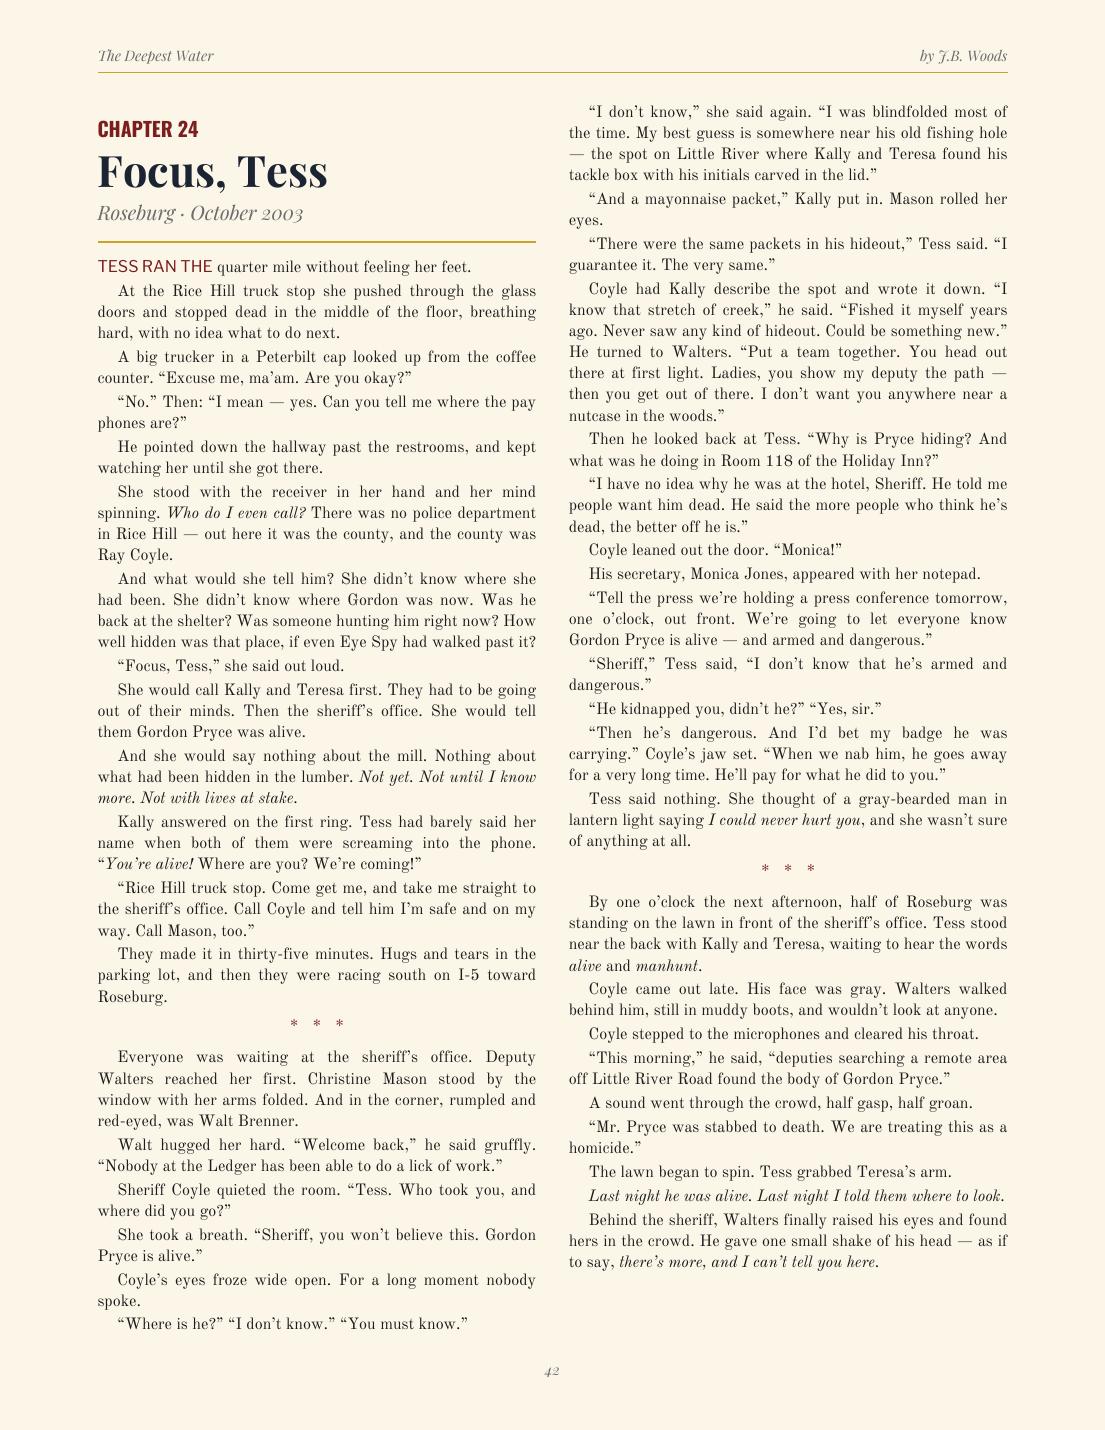 The Deepest Water
by J.B. Woods
CHAPTER 24
Focus, Tess
Roseburg · October 2003
TESS RAN THE quarter mile without feeling her feet.
At the Rice Hill truck stop she pushed through the glass
doors and stopped dead in the middle of the floor, breathing
hard, with no idea what to do next.
A big trucker in a Peterbilt cap looked up from the coffee
counter. “Excuse me, ma’am. Are you okay?”
“No.” Then: “I mean — yes. Can you tell me where the pay
phones are?”
He pointed down the hallway past the restrooms, and kept
watching her until she got there.
She stood with the receiver in her hand and her mind
spinning. Who do I even call? There was no police department
in Rice Hill — out here it was the county, and the county was
Ray Coyle.
And what would she tell him? She didn’t know where she
had been. She didn’t know where Gordon was now. Was he
back at the shelter? Was someone hunting him right now? How
well hidden was that place, if even Eye Spy had walked past it?
“Focus, Tess,” she said out loud.
She would call Kally and Teresa first. They had to be going
out of their minds. Then the sheriff’s office. She would tell
them Gordon Pryce was alive.
And she would say nothing about the mill. Nothing about
what had been hidden in the lumber. Not yet. Not until I know
more. Not with lives at stake.
Kally answered on the first ring. Tess had barely said her
name when both of them were screaming into the phone.
“You’re alive! Where are you? We’re coming!”
“Rice Hill truck stop. Come get me, and take me straight to
the sheriff’s office. Call Coyle and tell him I’m safe and on my
way. Call Mason, too.”
They made it in thirty-five minutes. Hugs and tears in the
parking lot, and then they were racing south on I-5 toward
Roseburg.
* * *
Everyone was waiting at the sheriff’s office. Deputy
Walters reached her first. Christine Mason stood by the
window with her arms folded. And in the corner, rumpled and
red-eyed, was Walt Brenner.
Walt hugged her hard. “Welcome back,” he said gruffly.
“Nobody at the Ledger has been able to do a lick of work.”
Sheriff Coyle quieted the room. “Tess. Who took you, and
where did you go?”
She took a breath. “Sheriff, you won’t believe this. Gordon
Pryce is alive.”
Coyle’s eyes froze wide open. For a long moment nobody
spoke.
“Where is he?” “I don’t know.” “You must know.”
“I don’t know,” she said again. “I was blindfolded most of
the time. My best guess is somewhere near his old fishing hole
— the spot on Little River where Kally and Teresa found his
tackle box with his initials carved in the lid.”
“And a mayonnaise packet,” Kally put in. Mason rolled her
eyes.
“There were the same packets in his hideout,” Tess said. “I
guarantee it. The very same.”
Coyle had Kally describe the spot and wrote it down. “I
know that stretch of creek,” he said. “Fished it myself years
ago. Never saw any kind of hideout. Could be something new.”
He turned to Walters. “Put a team together. You head out
there at first light. Ladies, you show my deputy the path —
then you get out of there. I don’t want you anywhere near a
nutcase in the woods.”
Then he looked back at Tess. “Why is Pryce hiding? And
what was he doing in Room 118 of the Holiday Inn?”
“I have no idea why he was at the hotel, Sheriff. He told me
people want him dead. He said the more people who think he’s
dead, the better off he is.”
Coyle leaned out the door. “Monica!”
His secretary, Monica Jones, appeared with her notepad.
“Tell the press we’re holding a press conference tomorrow,
one o’clock, out front. We’re going to let everyone know
Gordon Pryce is alive — and armed and dangerous.”
“Sheriff,” Tess said, “I don’t know that he’s armed and
dangerous.”
“He kidnapped you, didn’t he?” “Yes, sir.”
“Then he’s dangerous. And I’d bet my badge he was
carrying.” Coyle’s jaw set. “When we nab him, he goes away
for a very long time. He’ll pay for what he did to you.”
Tess said nothing. She thought of a gray-bearded man in
lantern light saying I could never hurt you, and she wasn’t sure
of anything at all.
* * *
By one o’clock the next afternoon, half of Roseburg was
standing on the lawn in front of the sheriff’s office. Tess stood
near the back with Kally and Teresa, waiting to hear the words
alive and manhunt.
Coyle came out late. His face was gray. Walters walked
behind him, still in muddy boots, and wouldn’t look at anyone.
Coyle stepped to the microphones and cleared his throat.
“This morning,” he said, “deputies searching a remote area
off Little River Road found the body of Gordon Pryce.”
A sound went through the crowd, half gasp, half groan.
“Mr. Pryce was stabbed to death. We are treating this as a
homicide.”
The lawn began to spin. Tess grabbed Teresa’s arm.
Last night he was alive. Last night I told them where to look.
Behind the sheriff, Walters finally raised his eyes and found
hers in the crowd. He gave one small shake of his head — as if
to say, there’s more, and I can’t tell you here.
42